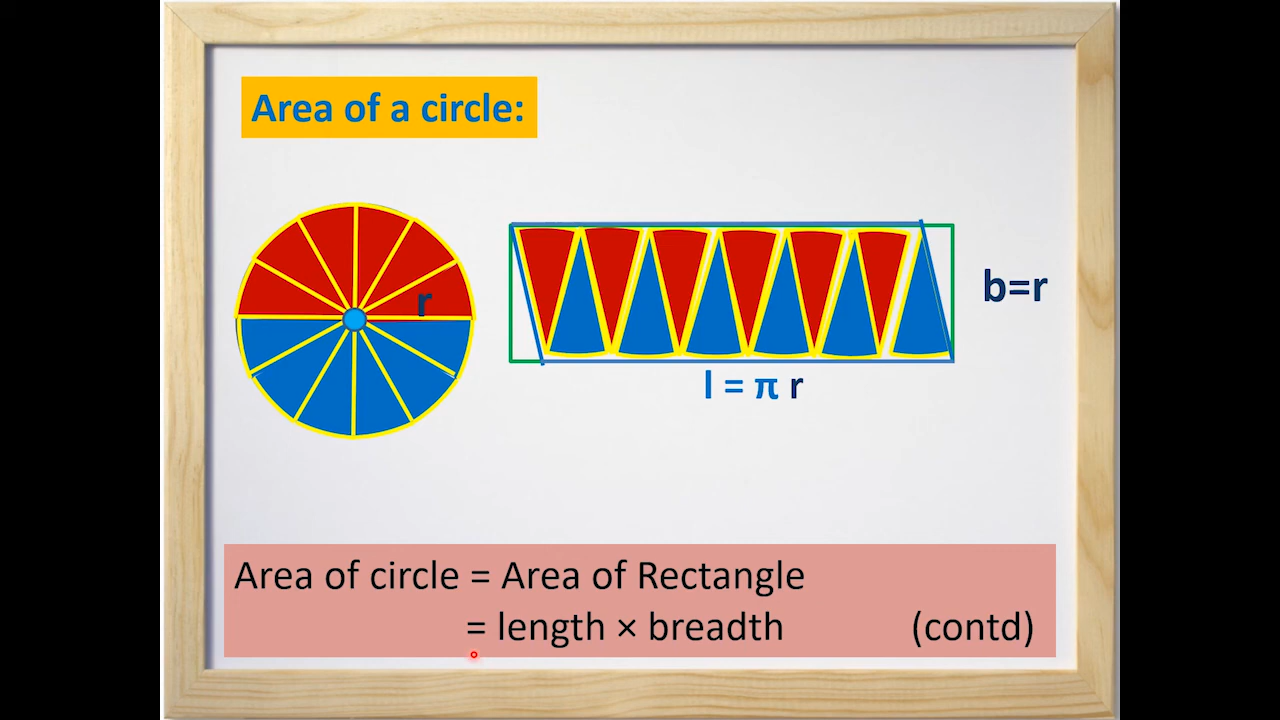 Area of a circle:
r
b=r
l = π r
Area of circle = Area of Rectangle
= length × breadth (contd)